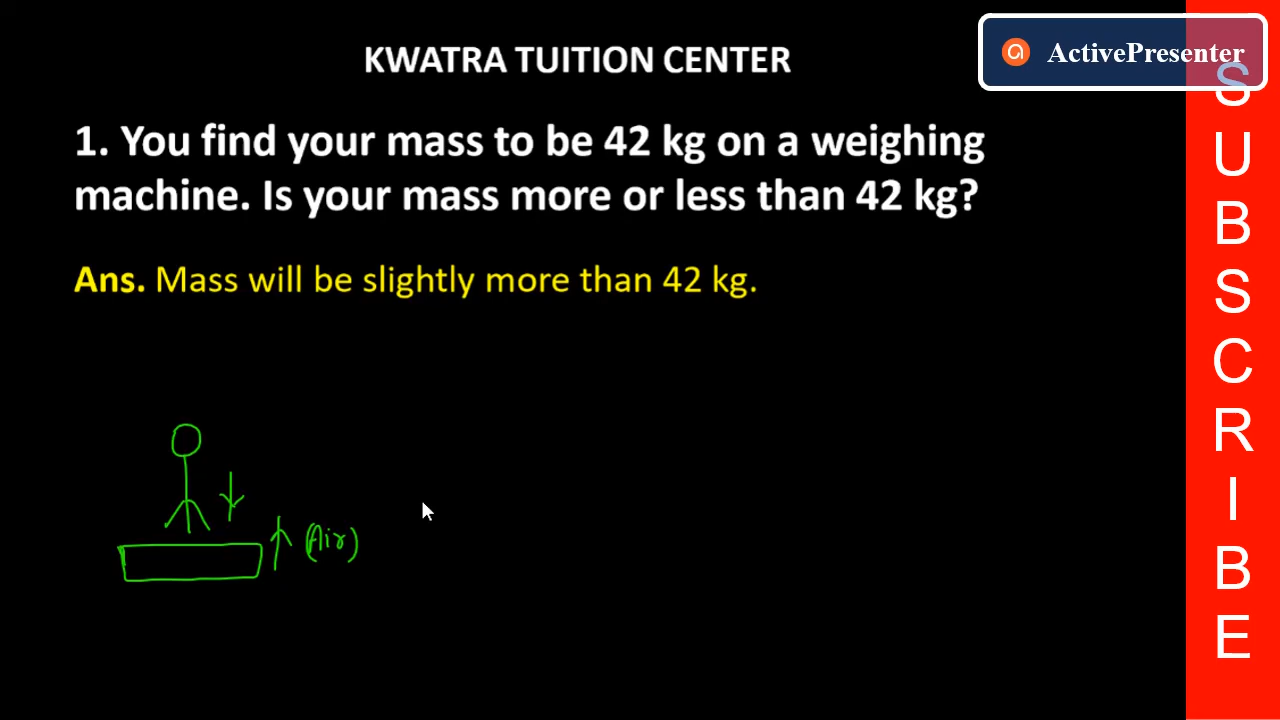 KWATRA TUITION CENTER
ActivePresenter
1. You find your mass to be 42 kg on a weighing
machine. Is your mass more or less than 42 kg?
Ans. Mass will be slightly more than 42 kg.
(Air)
SUBSCRIBE